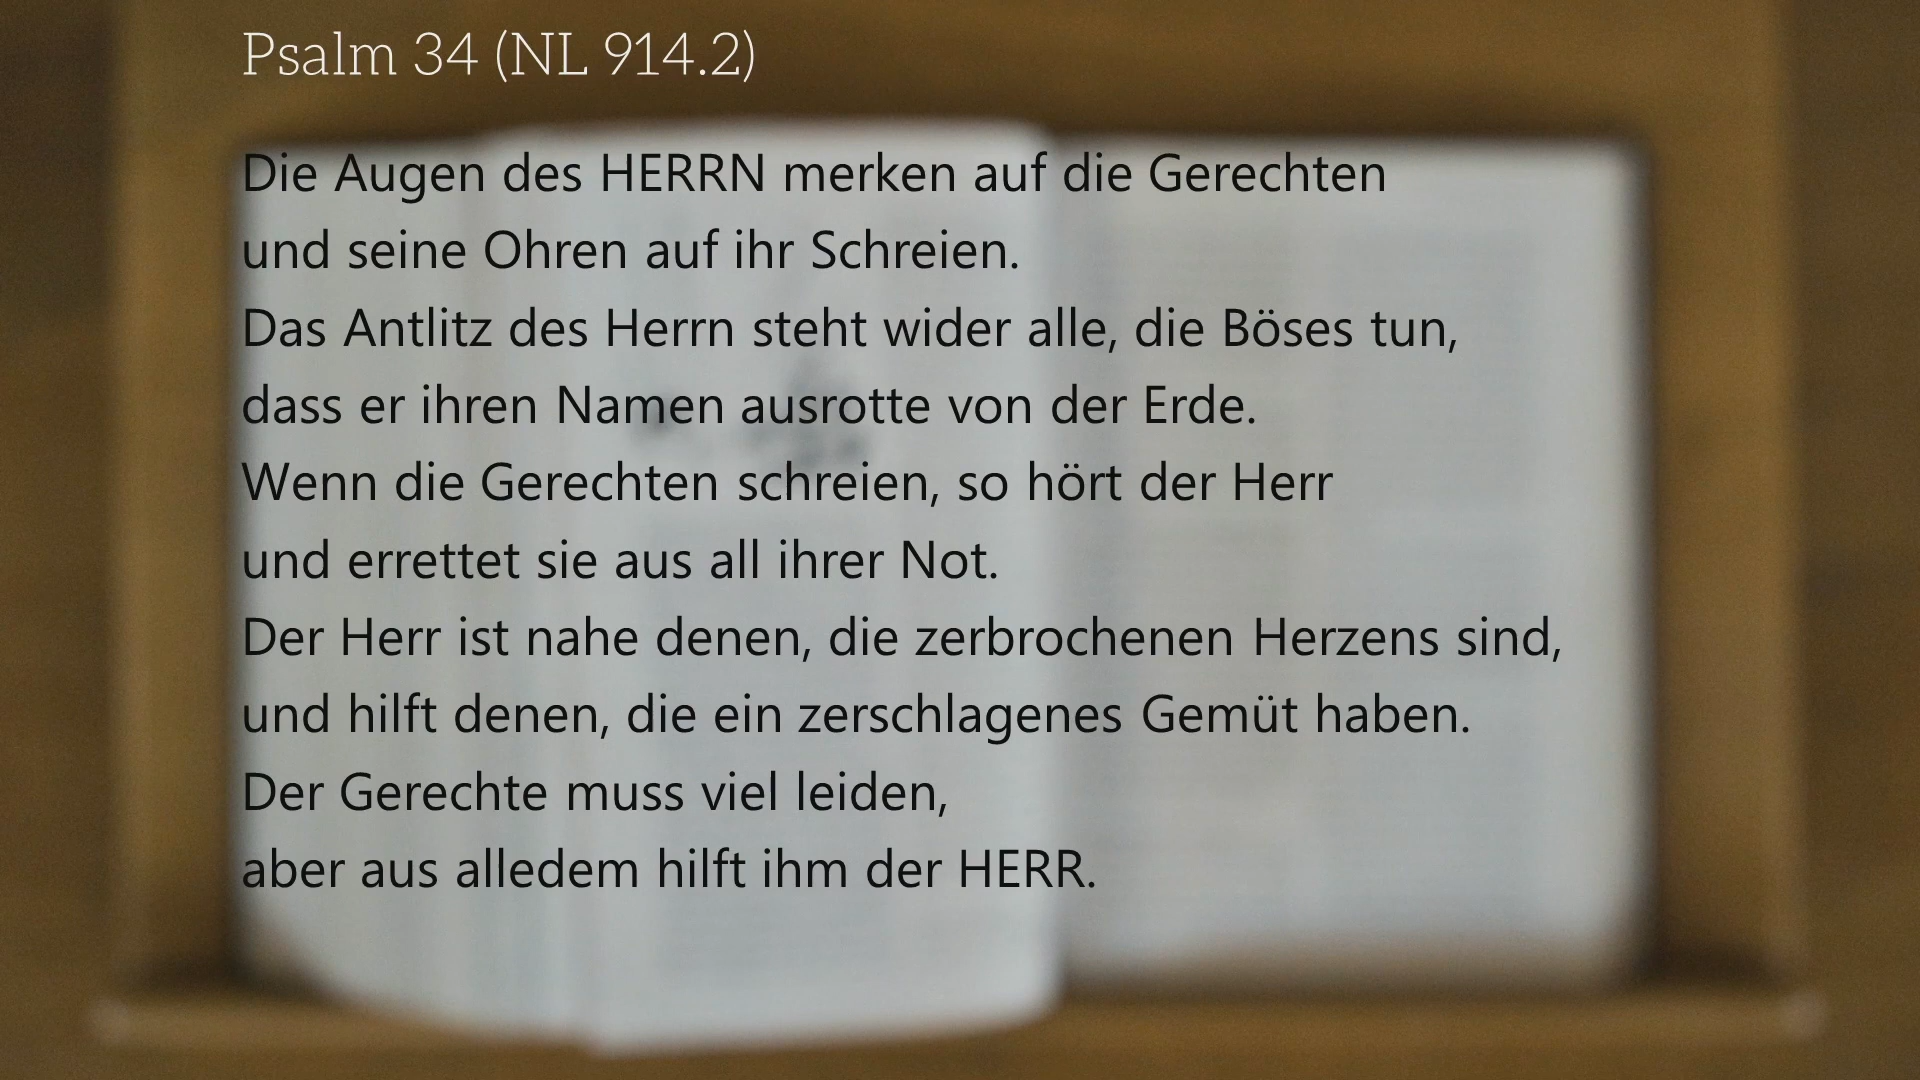 Psalm 34 (NL 914.2)
Die Augen des HERRN merken auf die Gerechten
und seine Ohren auf ihr Schreien.
Das Antlitz des Herrn steht wider alle, die Böses tun,
dass er ihren Namen ausrotte von der Erde.
Wenn die Gerechten schreien, so hört der Herr
und errettet sie aus all ihrer Not.
Der Herr ist nahe denen, die zerbrochenen Herzens sind,
und hilft denen, die ein zerschlagenes Gemüt haben.
Der Gerechte muss viel leiden,
aber aus alledem hilft ihm der HERR.